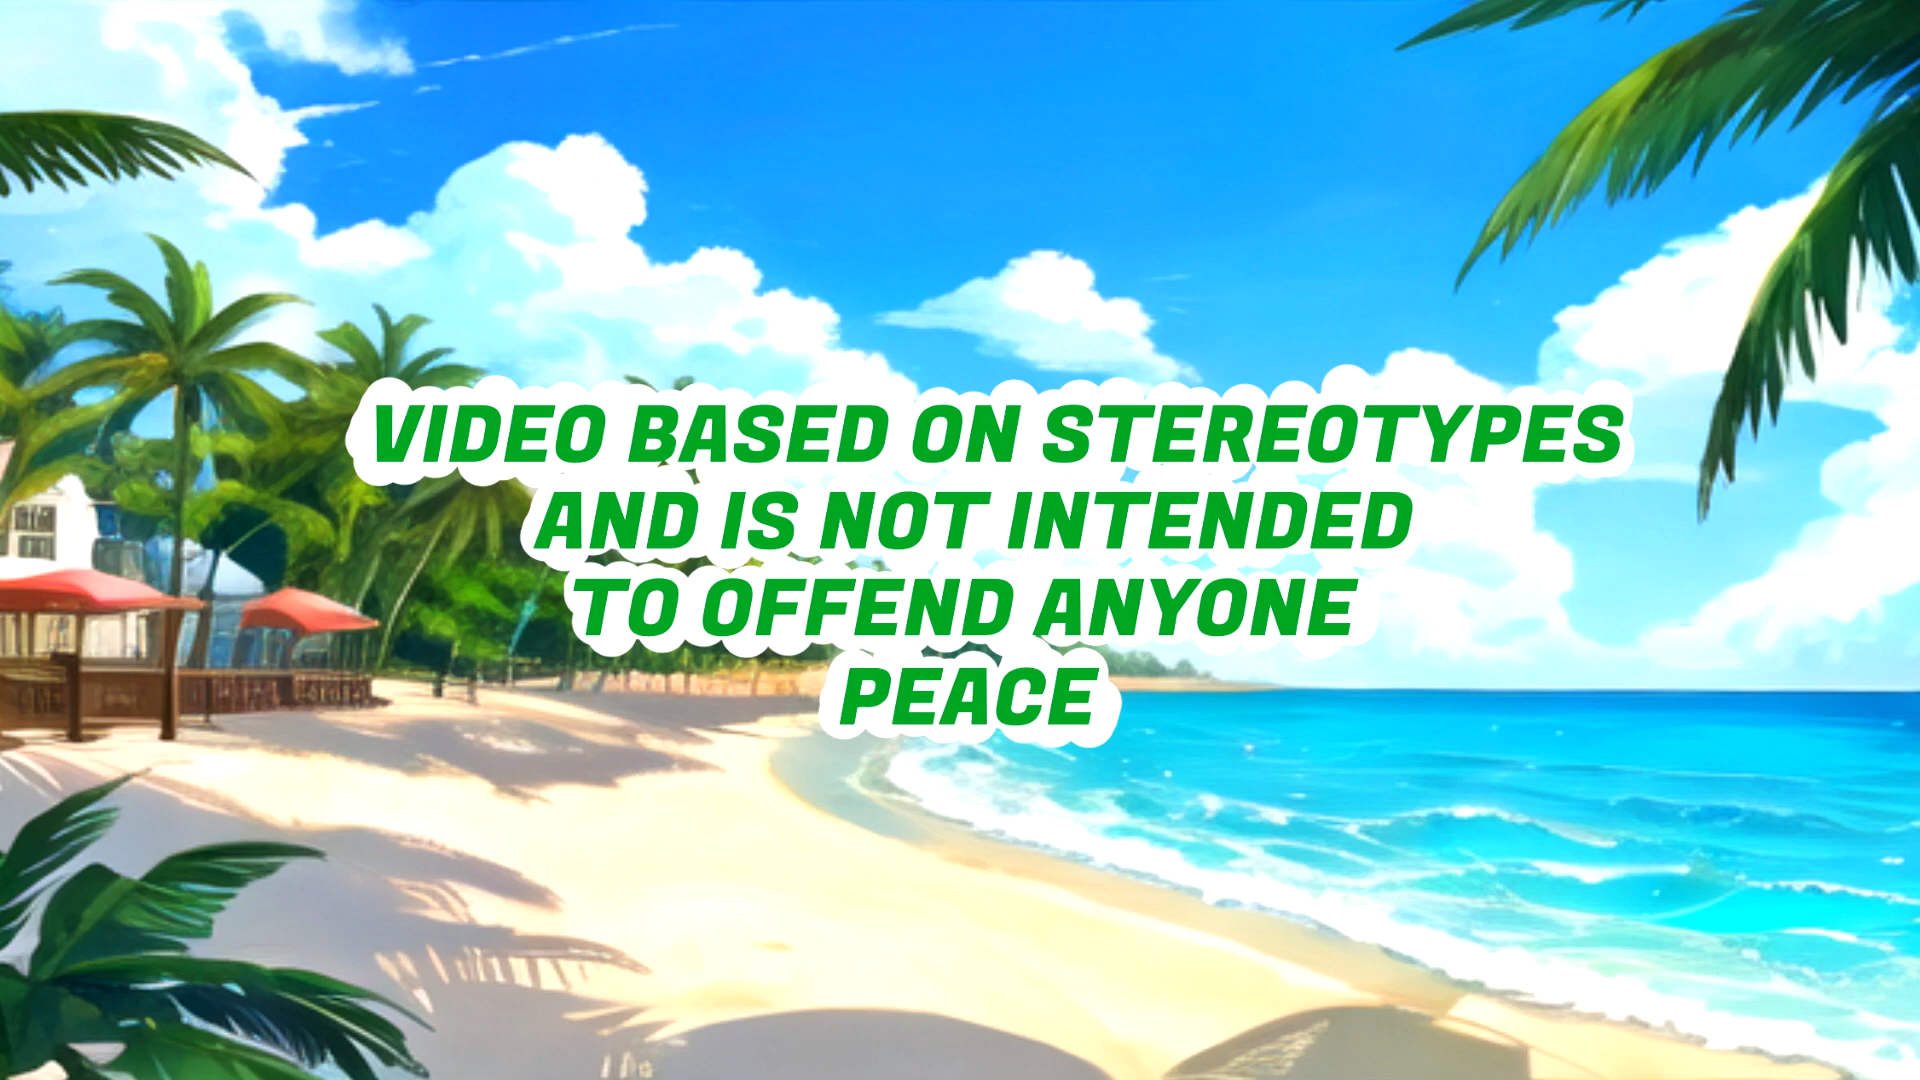 VIDEO BASED ON STEREOTYPES
AND IS NOT INTENDED
TO OFFEND ANYONE
PEACE